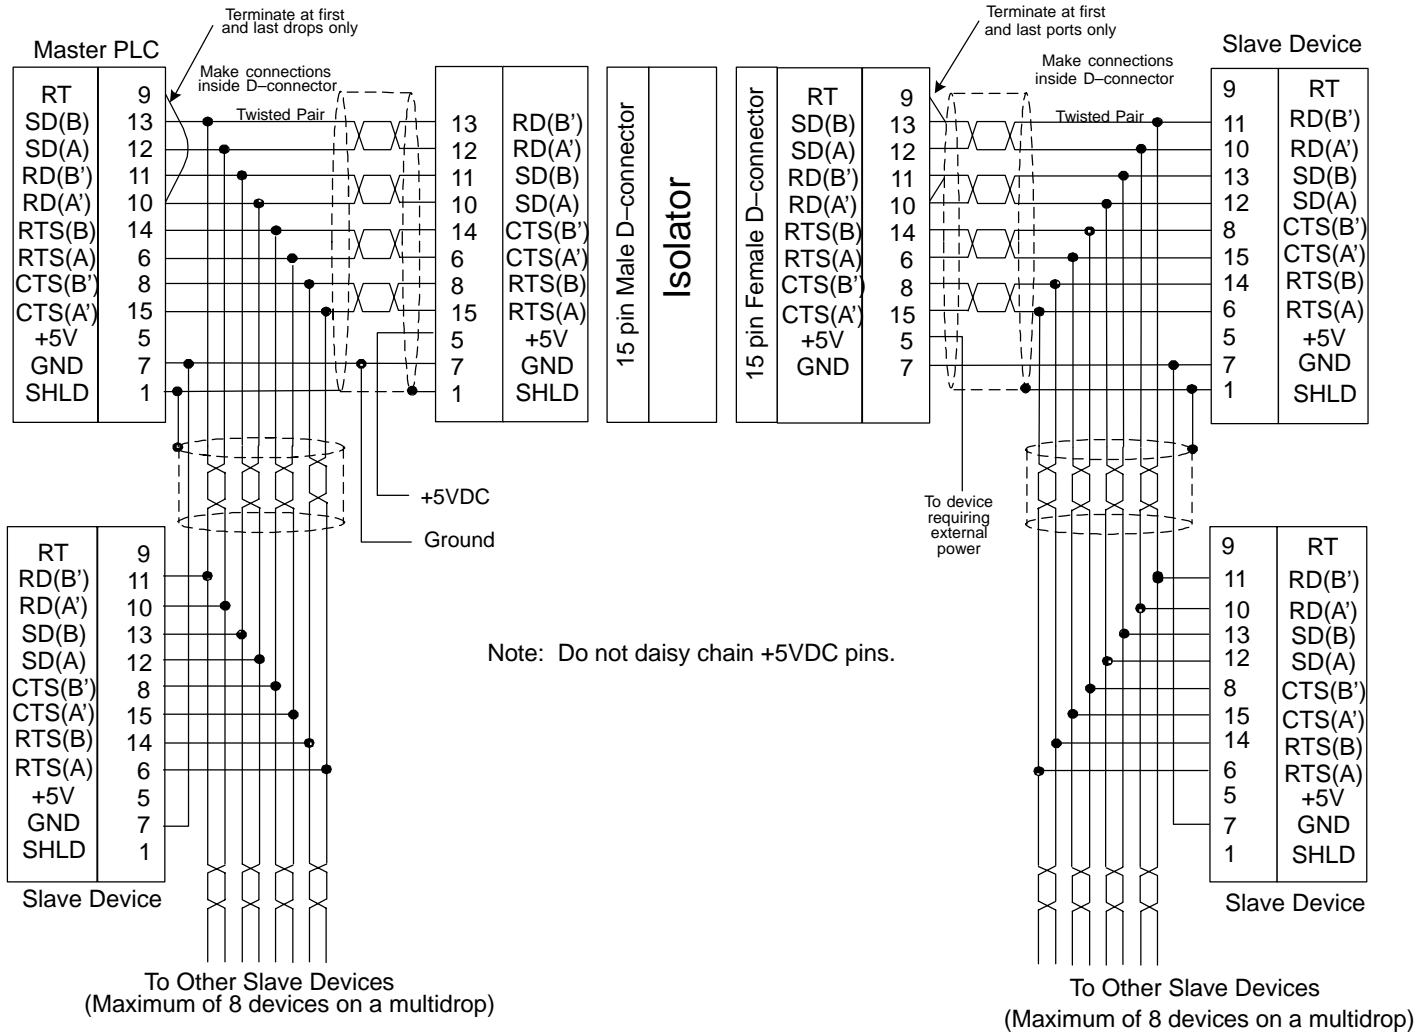 Terminate at first
and last drops only
Master PLC
Make connections
inside D–connector
Twisted Pair
RT 9
SD(B) 13
SD(A) 12
RD(B') 11
RD(A') 10
RTS(B) 14
RTS(A) 6
CTS(B') 8
CTS(A') 15
+5V 5
GND 7
SHLD 1
13 RD(B')
12 RD(A')
11 SD(B)
10 SD(A)
14 CTS(B')
6 CTS(A')
8 RTS(B)
15 RTS(A)
5 +5V
7 GND
1 SHLD
15 pin Male D–connector
Isolator
15 pin Female D–connector
Terminate at first
and last ports only
Make connections
inside D–connector
Twisted Pair
Slave Device
RT 9
SD(B) 13
SD(A) 12
RD(B') 11
RD(A') 10
RTS(B) 14
RTS(A) 6
CTS(B') 8
CTS(A') 15
+5V 5
GND 7
9 RT
11 RD(B')
10 RD(A')
13 SD(B)
12 SD(A)
8 CTS(B')
15 CTS(A')
14 RTS(B)
6 RTS(A)
5 +5V
7 GND
1 SHLD
+5VDC
Ground
To device
requiring
external
power
RT 9
RD(B') 11
RD(A') 10
SD(B) 13
SD(A) 12
CTS(B') 8
CTS(A') 15
RTS(B) 14
RTS(A) 6
+5V 5
GND 7
SHLD 1
Slave Device
Note: Do not daisy chain +5VDC pins.
9 RT
11 RD(B')
10 RD(A')
13 SD(B)
12 SD(A)
8 CTS(B')
15 CTS(A')
14 RTS(B)
6 RTS(A)
5 +5V
7 GND
1 SHLD
Slave Device
To Other Slave Devices
(Maximum of 8 devices on a multidrop)
To Other Slave Devices
(Maximum of 8 devices on a multidrop)